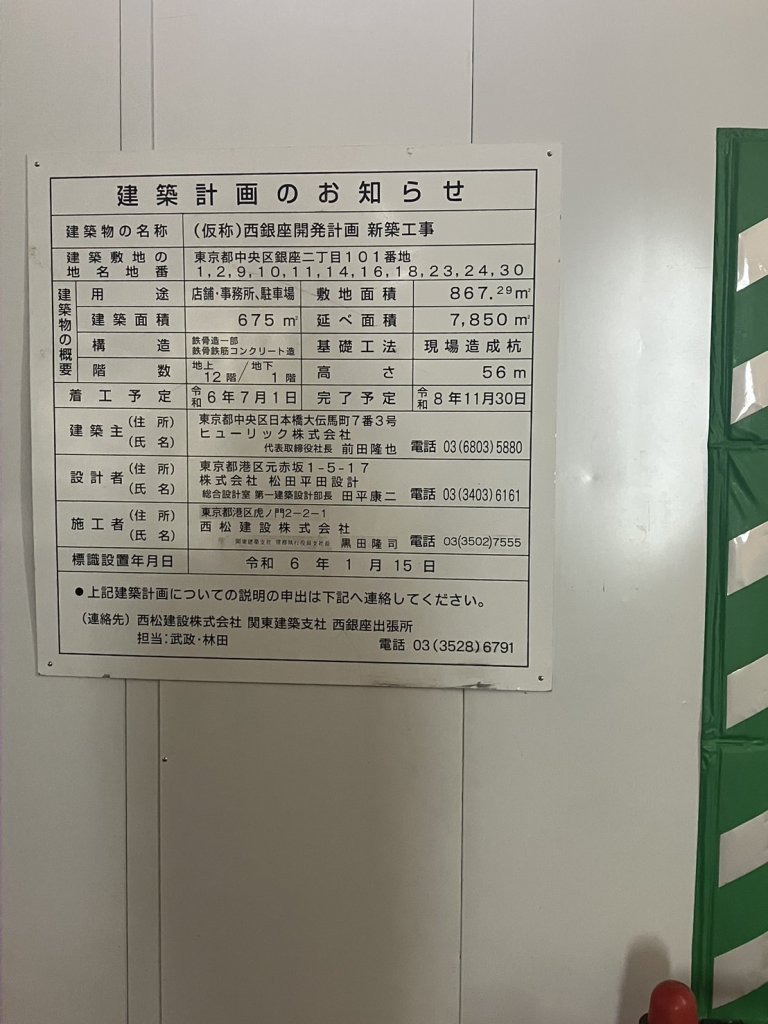 建築計画のお知らせ
建築物の名称 (仮称)西銀座開発計画 新築工事
建築敷地の地名地番 東京都中央区銀座二丁目101番地
1,2,9,10,11,14,16,18,23,24,30
建築物の概要
用途 店舗・事務所、駐車場 敷地面積 867.29㎡
建築面積 675㎡ 延べ面積 7,850㎡
構造 鉄骨造一部
鉄骨鉄筋コンクリート造 基礎工法 現場造成杭
階数 地上12階/地下1階 高さ 56m
着工予定 令和6年7月1日 完了予定 令和8年11月30日
建築主 (住所) 東京都中央区日本橋大伝馬町7番3号
(氏名) ヒューリック株式会社
代表取締役社長 前田隆也 電話 03(6803)5880
設計者 (住所) 東京都港区元赤坂1-5-17
(氏名) 株式会社 松田平田設計
総合設計室 第一建築設計部長 田平康二 電話 03(3403)6161
施工者 (住所) 東京都港区虎ノ門2-2-1
(氏名) 西松建設株式会社
関東建築支社 黒田隆司 電話 03(3502)7555
標識設置年月日 令和6年1月15日
●上記建築計画についての説明の申出は下記へ連絡してください。
(連絡先) 西松建設株式会社 関東建築支社 西銀座出張所
担当:武政・林田 電話 03(3528)6791